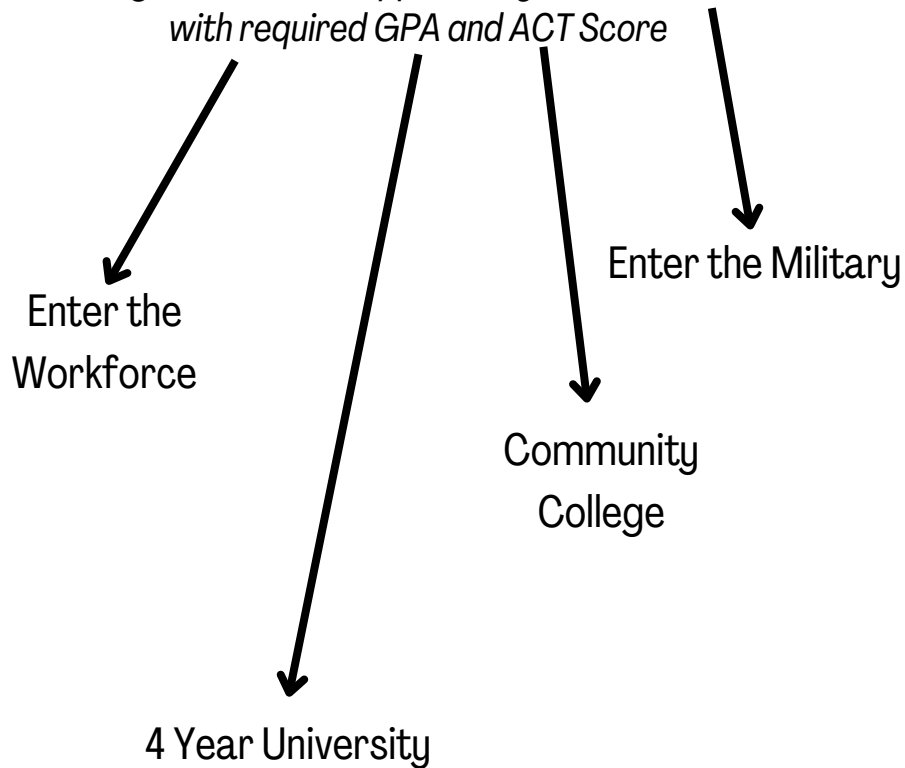 with required GPA and ACT Score
Enter the Military
Enter the
Workforce
Community
College
4 Year University